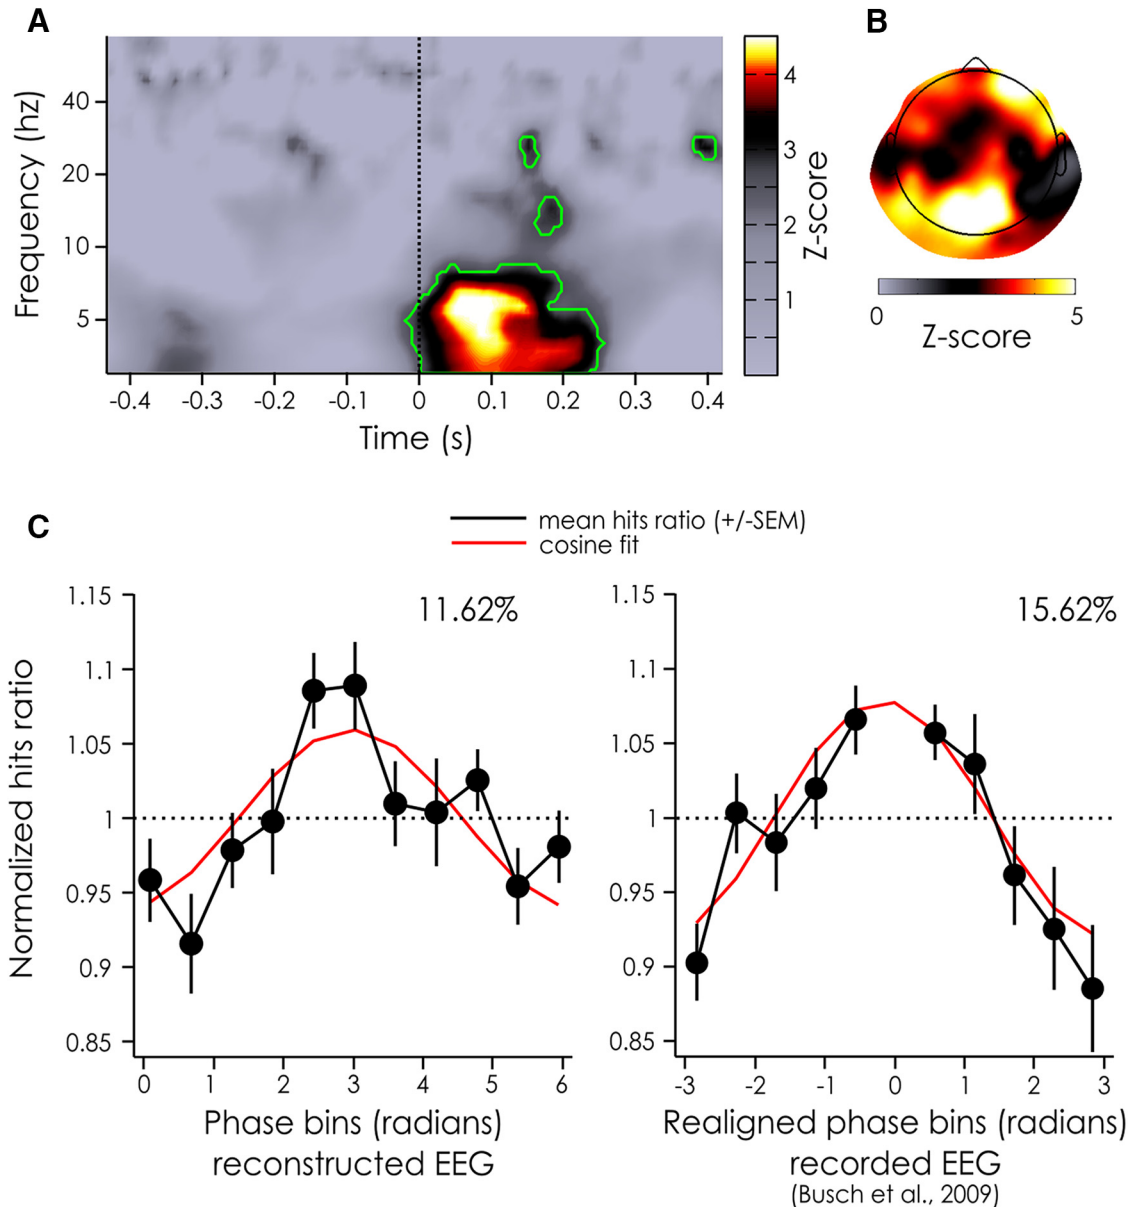 A
B
Frequency (hz)
40
20
10
5
-0.4 -0.3 -0.2 -0.1 0 0.1 0.2 0.3 0.4
Time (s)
4
3
2
1
Z-score
0 5
Z-score
C
mean hits ratio (+/-SEM)
cosine fit
Normalized hits ratio
1.15
1.1
1.05
1
0.95
0.9
0.85
11.62%
0 1 2 3 4 5 6
Phase bins (radians)
reconstructed EEG
1.15
1.1
1.05
1
0.95
0.9
0.85
15.62%
-3 -2 -1 0 1 2 3
Realigned phase bins (radians)
recorded EEG
(Busch et al., 2009)